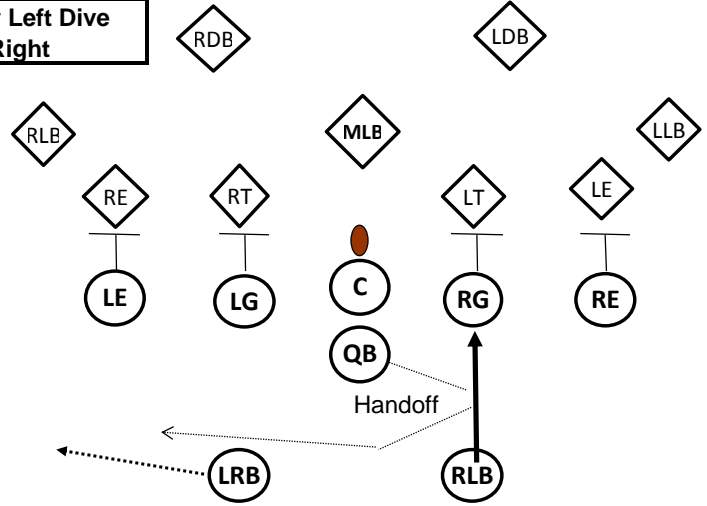 Left Dive
Right
RDB
LDB
RLB
MLB
LLB
RE
RT
LT
LE
LE
LG
C
RG
RE
QB
Handoff
LRB
RLB